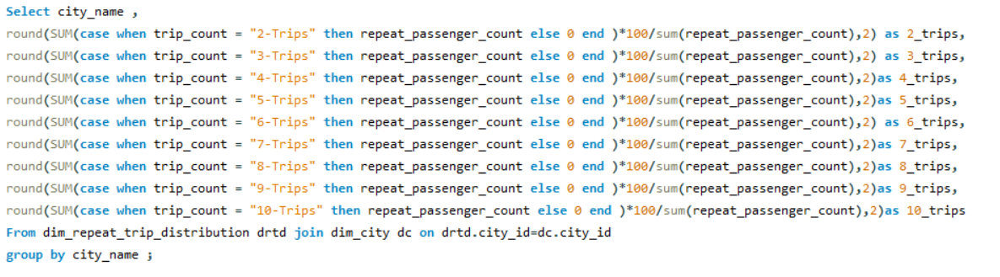 Select city_name ,
round(SUM(case when trip_count = "2-Trips" then repeat_passenger_count else 0 end )*100/sum(repeat_passenger_count),2) as 2_trips,
round(SUM(case when trip_count = "3-Trips" then repeat_passenger_count else 0 end )*100/sum(repeat_passenger_count),2) as 3_trips,
round(SUM(case when trip_count = "4-Trips" then repeat_passenger_count else 0 end )*100/sum(repeat_passenger_count),2)as 4_trips,
round(SUM(case when trip_count = "5-Trips" then repeat_passenger_count else 0 end )*100/sum(repeat_passenger_count),2)as 5_trips,
round(SUM(case when trip_count = "6-Trips" then repeat_passenger_count else 0 end )*100/sum(repeat_passenger_count),2) as 6_trips,
round(SUM(case when trip_count = "7-Trips" then repeat_passenger_count else 0 end )*100/sum(repeat_passenger_count),2)as 7_trips,
round(SUM(case when trip_count = "8-Trips" then repeat_passenger_count else 0 end )*100/sum(repeat_passenger_count),2)as 8_trips,
round(SUM(case when trip_count = "9-Trips" then repeat_passenger_count else 0 end )*100/sum(repeat_passenger_count),2)as 9_trips,
round(SUM(case when trip_count = "10-Trips" then repeat_passenger_count else 0 end )*100/sum(repeat_passenger_count),2)as 10_trips
From dim_repeat_trip_distribution drtd join dim_city dc on drtd.city_id=dc.city_id
group by city_name ;